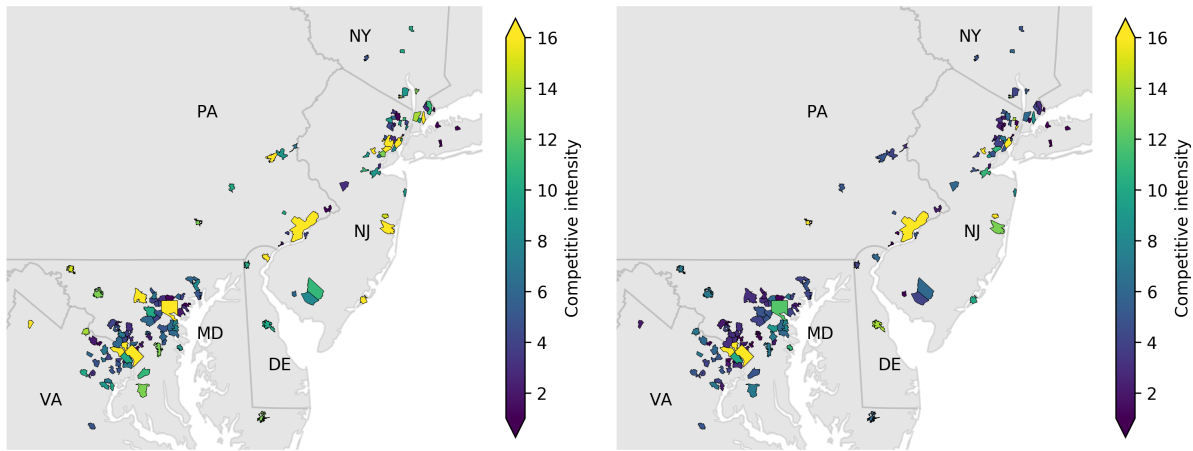 NY
PA
NJ
MD
DE
VA
16
14
12
10
8
6
4
2
Competitive intensity
NY
PA
NJ
MD
DE
VA
16
14
12
10
8
6
4
2
Competitive intensity